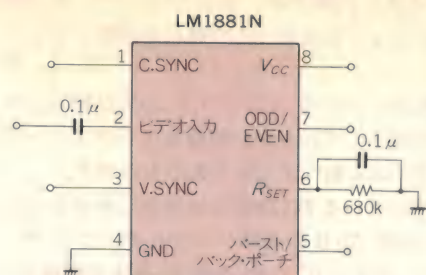 LM1881N
1 C.SYNC VCC 8
0.1μ 2 ビデオ入力 ODD/EVEN 7
0.1μ
3 V.SYNC RSET 6
680k
4 GND バースト/バック・ポーチ 5